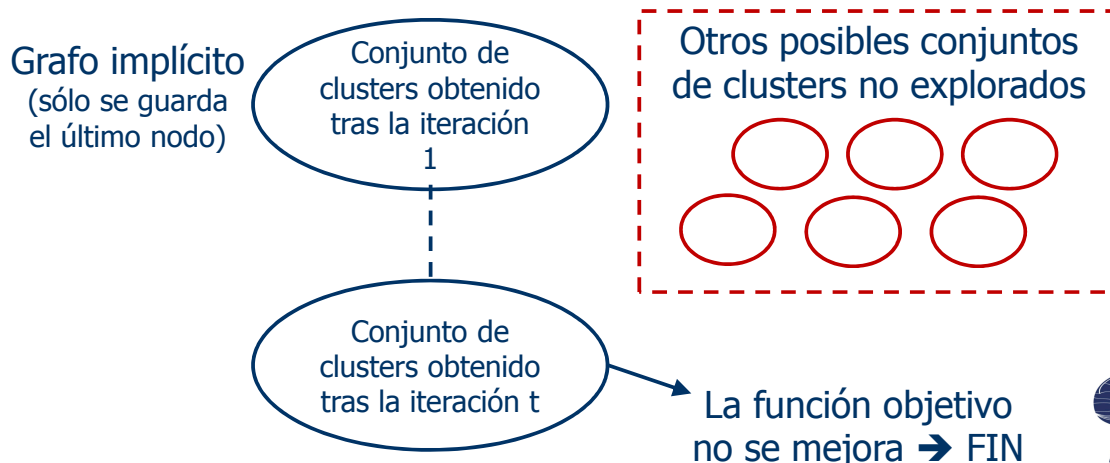 Grafo implícito
(sólo se guarda
el último nodo)
Conjunto de
clusters obtenido
tras la iteración
1
Otros posibles conjuntos
de clusters no explorados
Conjunto de
clusters obtenido
tras la iteración t
La función objetivo
no se mejora ➔ FIN